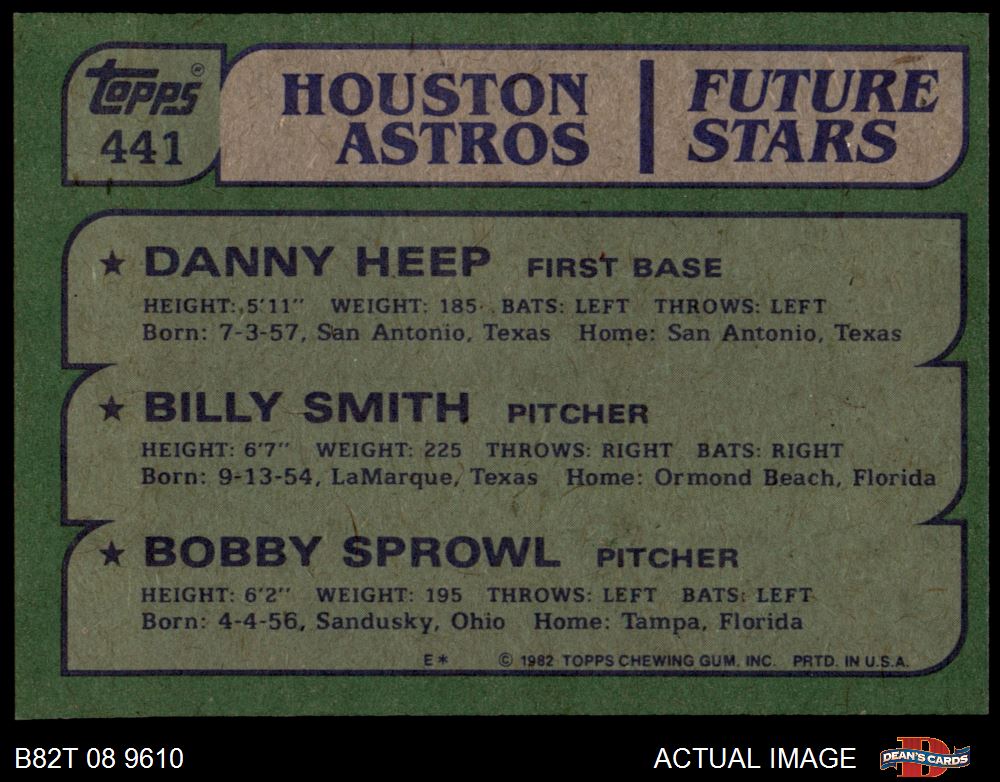 topps®
441
HOUSTON ASTROS
FUTURE STARS
★ DANNY HEEP FIRST BASE
HEIGHT: 5'11" WEIGHT: 185 BATS: LEFT THROWS: LEFT
Born: 7-3-57, San Antonio, Texas Home: San Antonio, Texas
★ BILLY SMITH PITCHER
HEIGHT: 6'7" WEIGHT: 225 THROWS: RIGHT BATS: RIGHT
Born: 9-13-54, LaMarque, Texas Home: Ormond Beach, Florida
★ BOBBY SPROWL PITCHER
HEIGHT: 6'2" WEIGHT: 195 THROWS: LEFT BATS: LEFT
Born: 4-4-56, Sandusky, Ohio Home: Tampa, Florida
E* © 1982 TOPPS CHEWING GUM, INC. PRTD. IN U.S.A.
B82T 08 9610 ACTUAL IMAGE DEAN'S CARDS